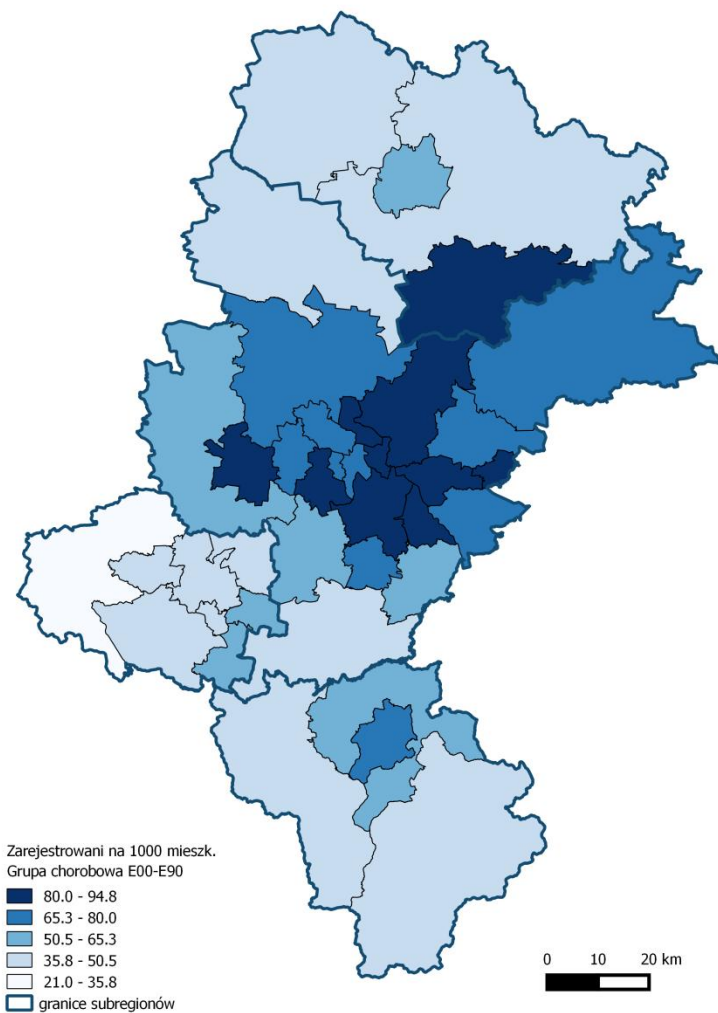 Zarejestrowani na 1000 mieszk.
Grupa chorobowa E00-E90
80.0 - 94.8
65.3 - 80.0
50.5 - 65.3
35.8 - 50.5
21.0 - 35.8
granice subregionów
0 10 20 km